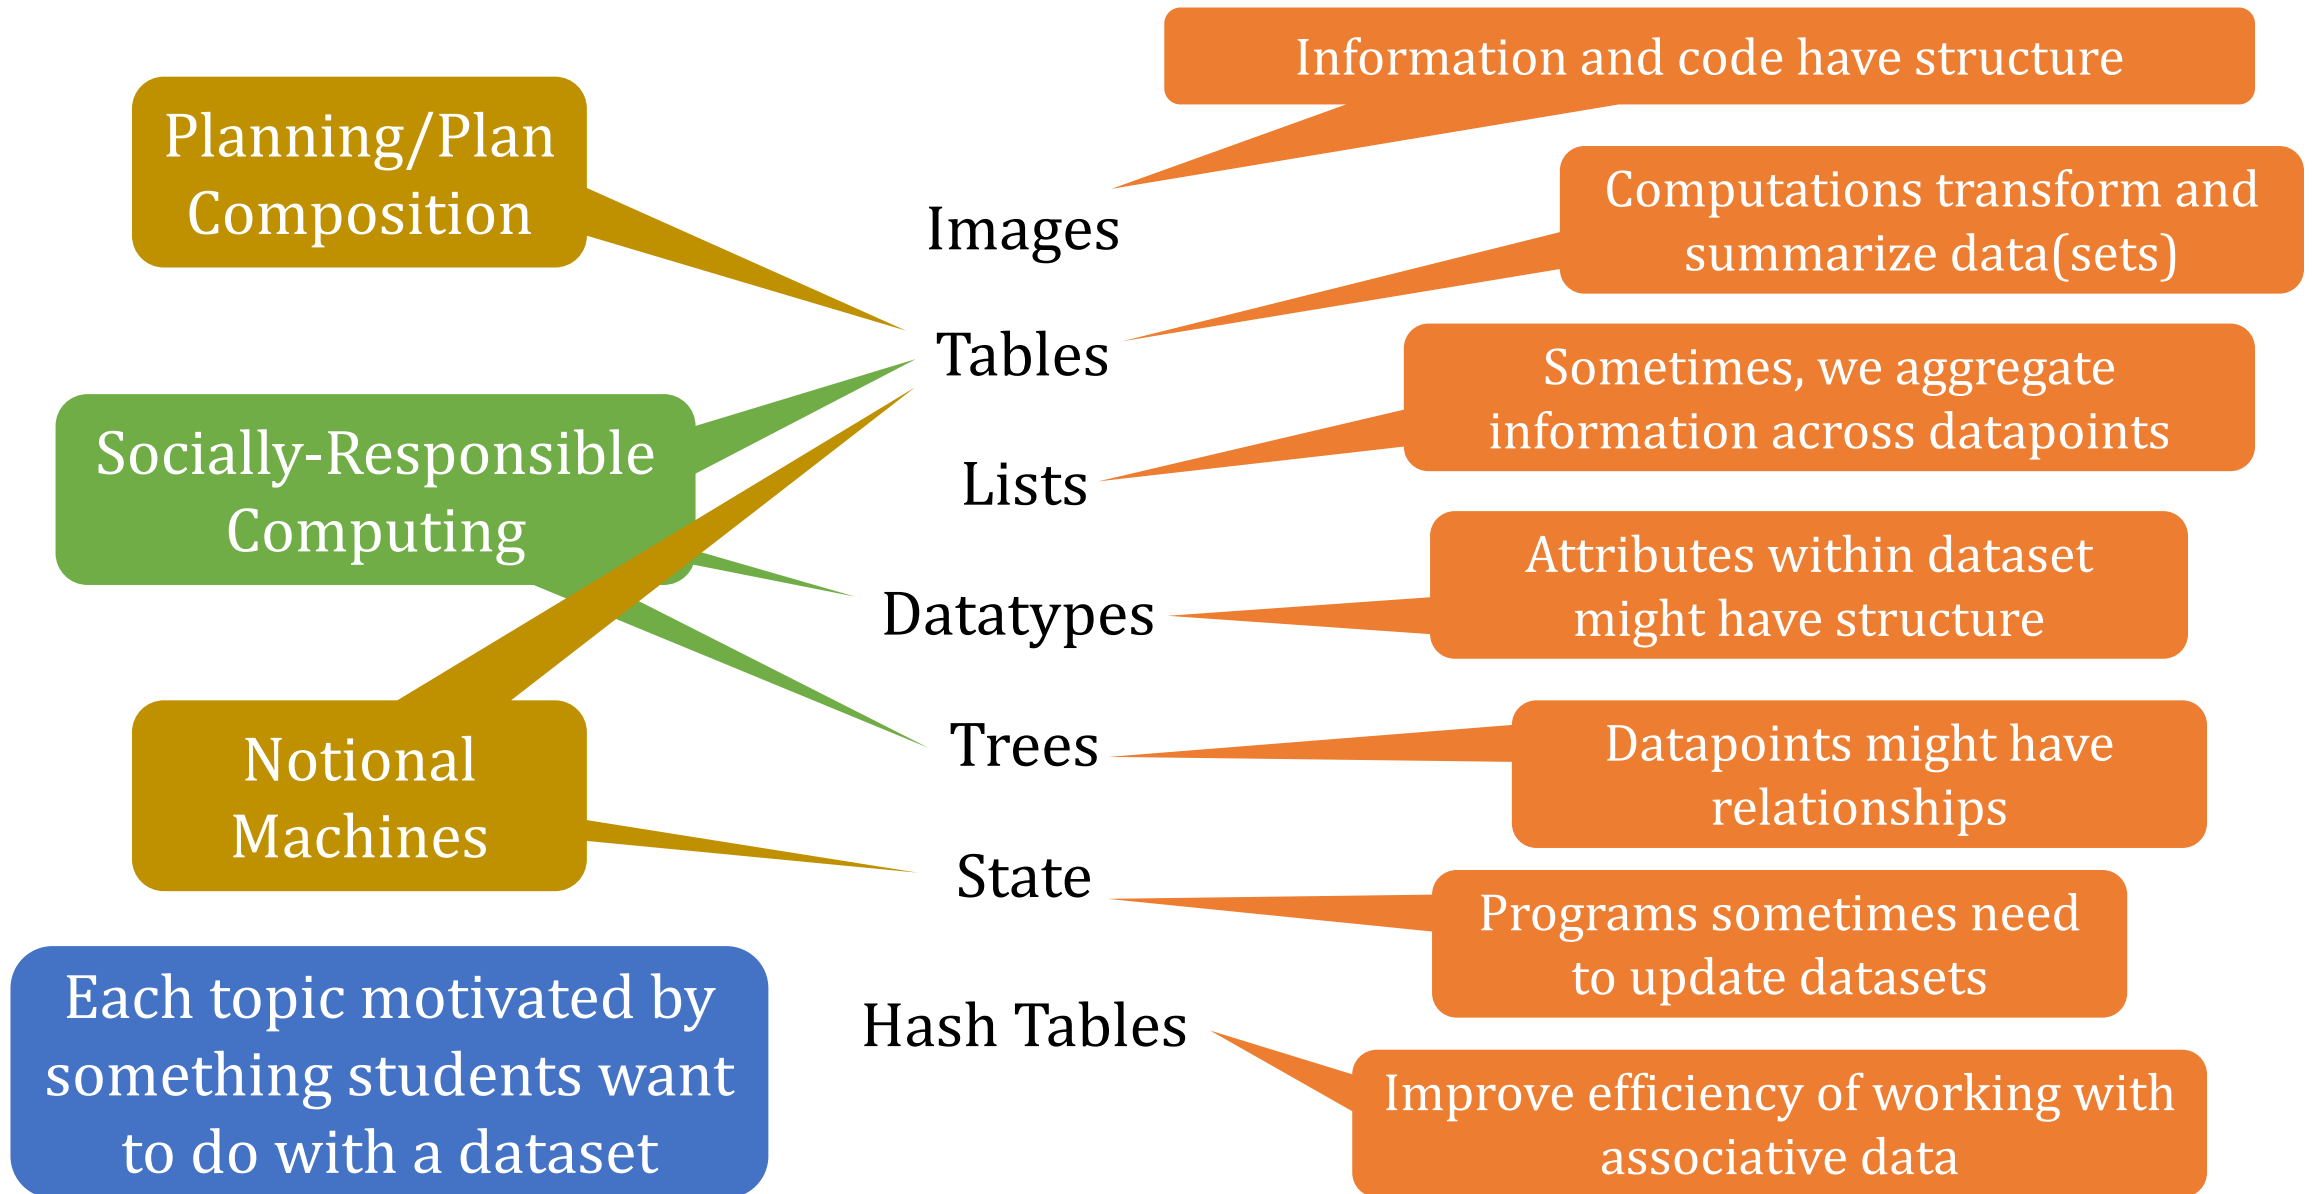 Information and code have structure
Planning/Plan
Composition
Computations transform and
summarize data(sets)
Images
Tables
Sometimes, we aggregate
information across datapoints
Socially-Responsible
Computing
Lists
Attributes within dataset
might have structure
Datatypes
Notional
Machines
Trees
Datapoints might have
relationships
State
Programs sometimes need
to update datasets
Each topic motivated by
something students want
to do with a dataset
Hash Tables
Improve efficiency of working with
associative data